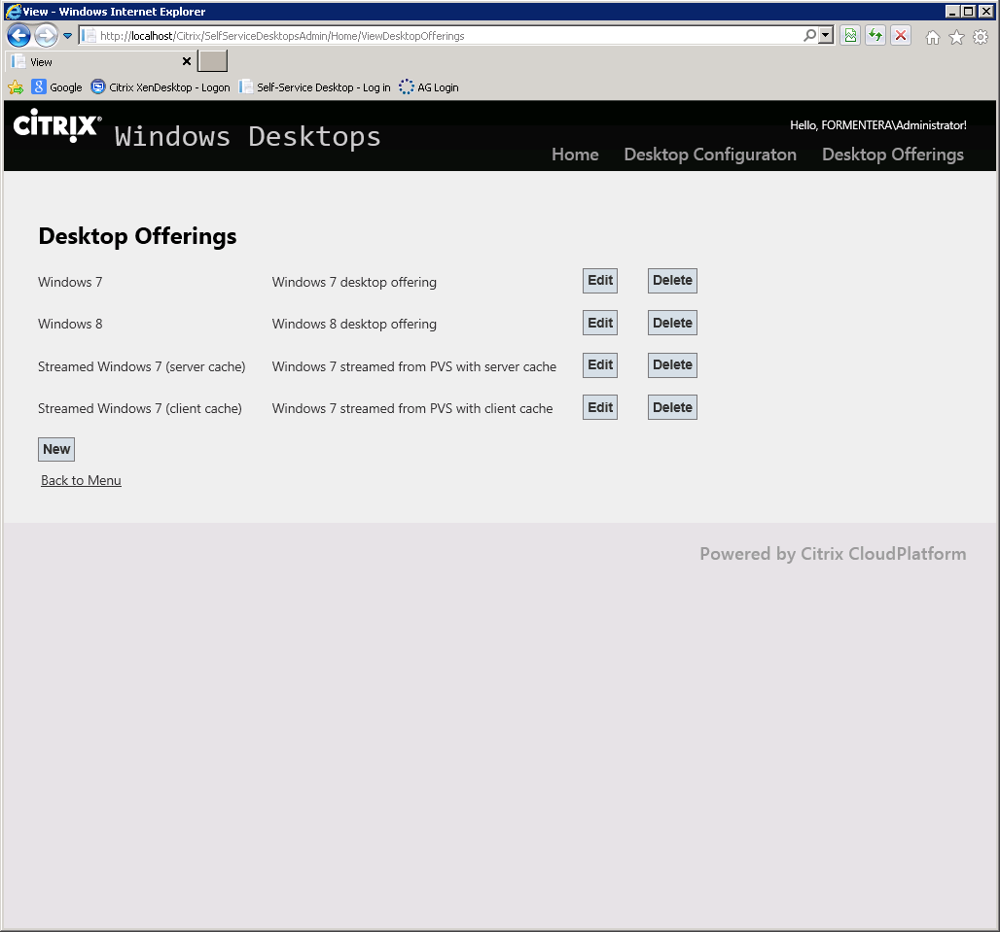 View - Windows Internet Explorer
http://localhost/Citrix/SelfServiceDesktopsAdmin/Home/ViewDesktopOfferings
View
Google Citrix XenDesktop - Logon Self-Service Desktop - Log in AG Login
CITRIX® Windows Desktops
Hello, FORMENTERA\Administrator!
Home Desktop Configuraton Desktop Offerings
Desktop Offerings
Windows 7 Windows 7 desktop offering Edit Delete
Windows 8 Windows 8 desktop offering Edit Delete
Streamed Windows 7 (server cache) Windows 7 streamed from PVS with server cache Edit Delete
Streamed Windows 7 (client cache) Windows 7 streamed from PVS with client cache Edit Delete
New
Back to Menu
Powered by Citrix CloudPlatform